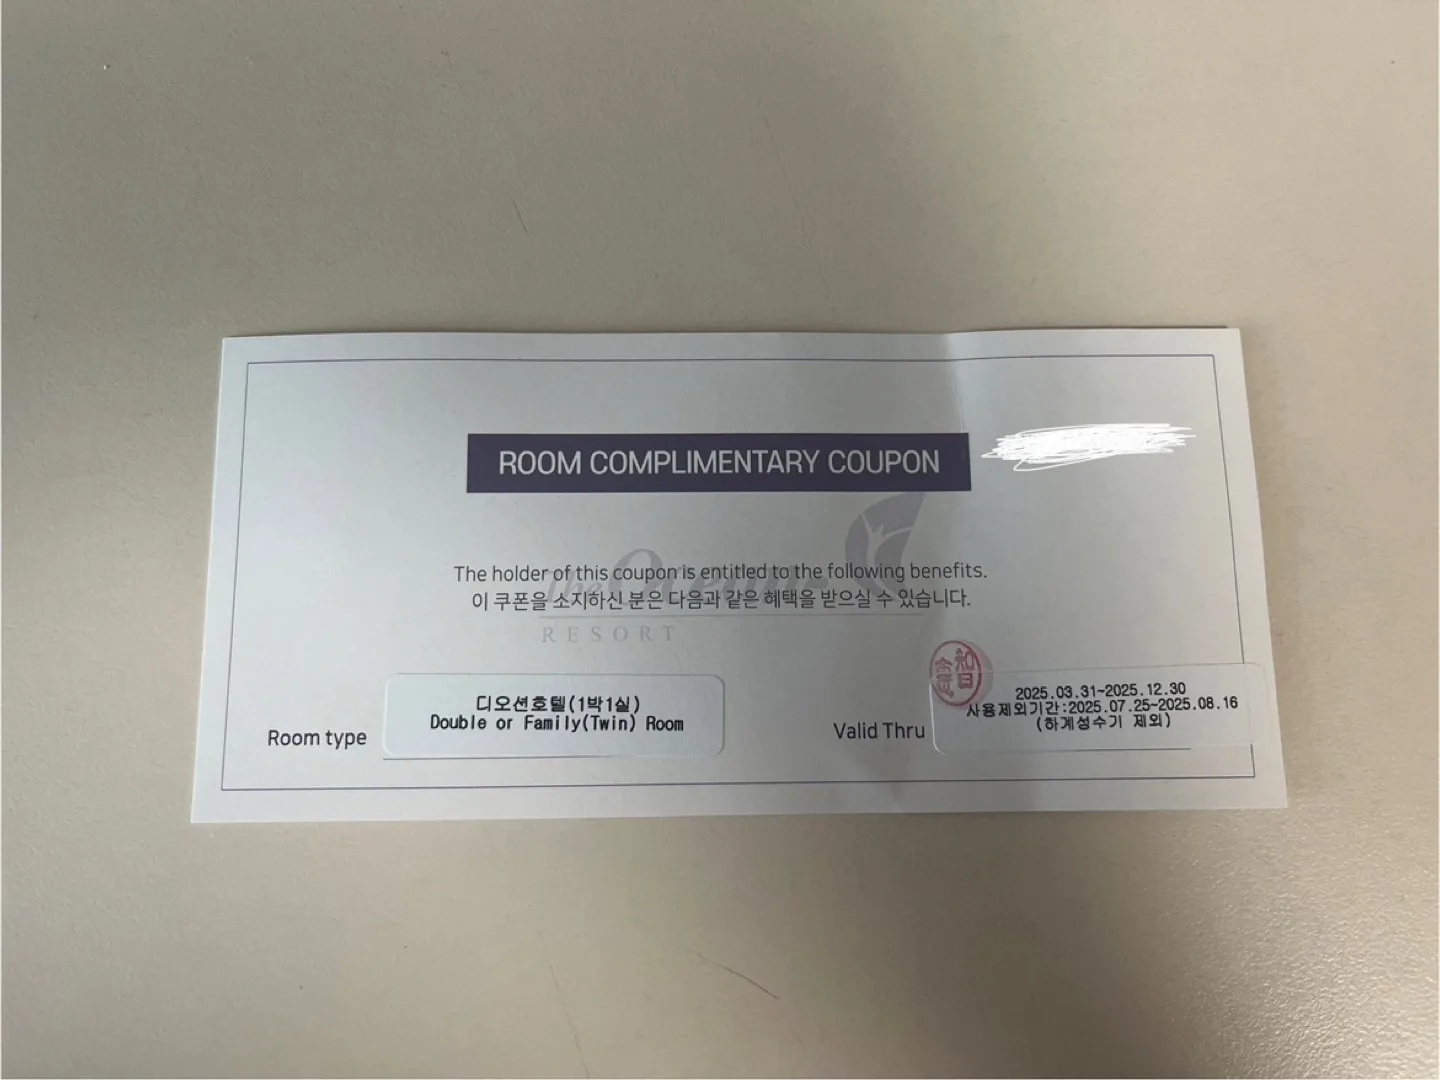 ROOM COMPLIMENTARY COUPON
The Ocean
RESORT
The holder of this coupon is entitled to the following benefits.
이 쿠폰을 소지하신 분은 다음과 같은 혜택을 받으실 수 있습니다.
Room type
디오션호텔(1박1실)
Double or Family(Twin) Room
Valid Thru
2025.03.31~2025.12.30
사용제외기간:2025.07.25~2025.08.16
(하계성수기 제외)